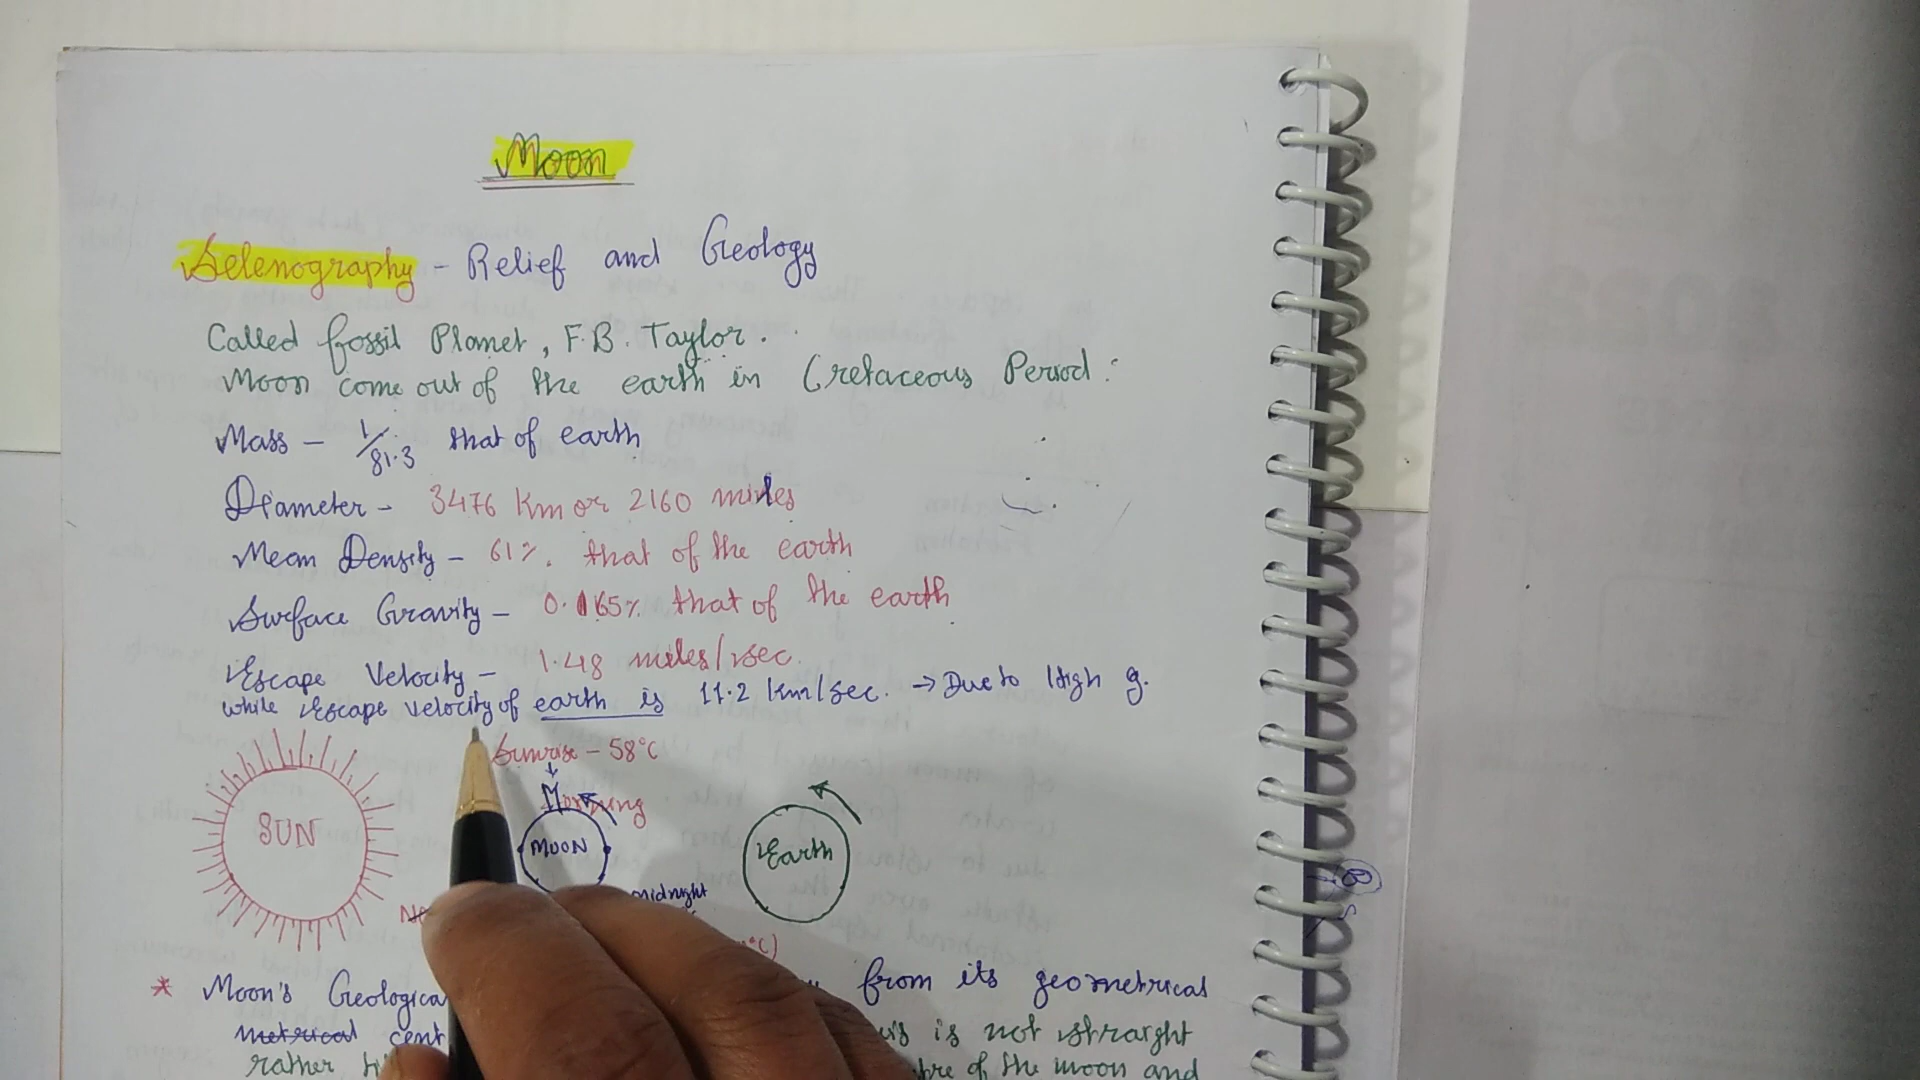 Moon
Selenography - Relief and Geology
Called fossil Planet, F.B. Taylor.
Moon come out of the earth in Cretaceous Period:
Mass - 1/81.3 that of earth
Diameter - 3476 Km or 2160 miles
Mean Density - 61%. that of the earth
Surface Gravity - 0.165% that of the earth
Escape Velocity - 1.48 miles/sec.
while Escape velocity of earth is 11.2 km/sec. → Due to High g.
Sunrise - 58°C
Morning
SUN
MOON
Earth
midnight
°C)
* Moon's Geologica from its geometrical
metrical cent is not straight
rather of the moon and